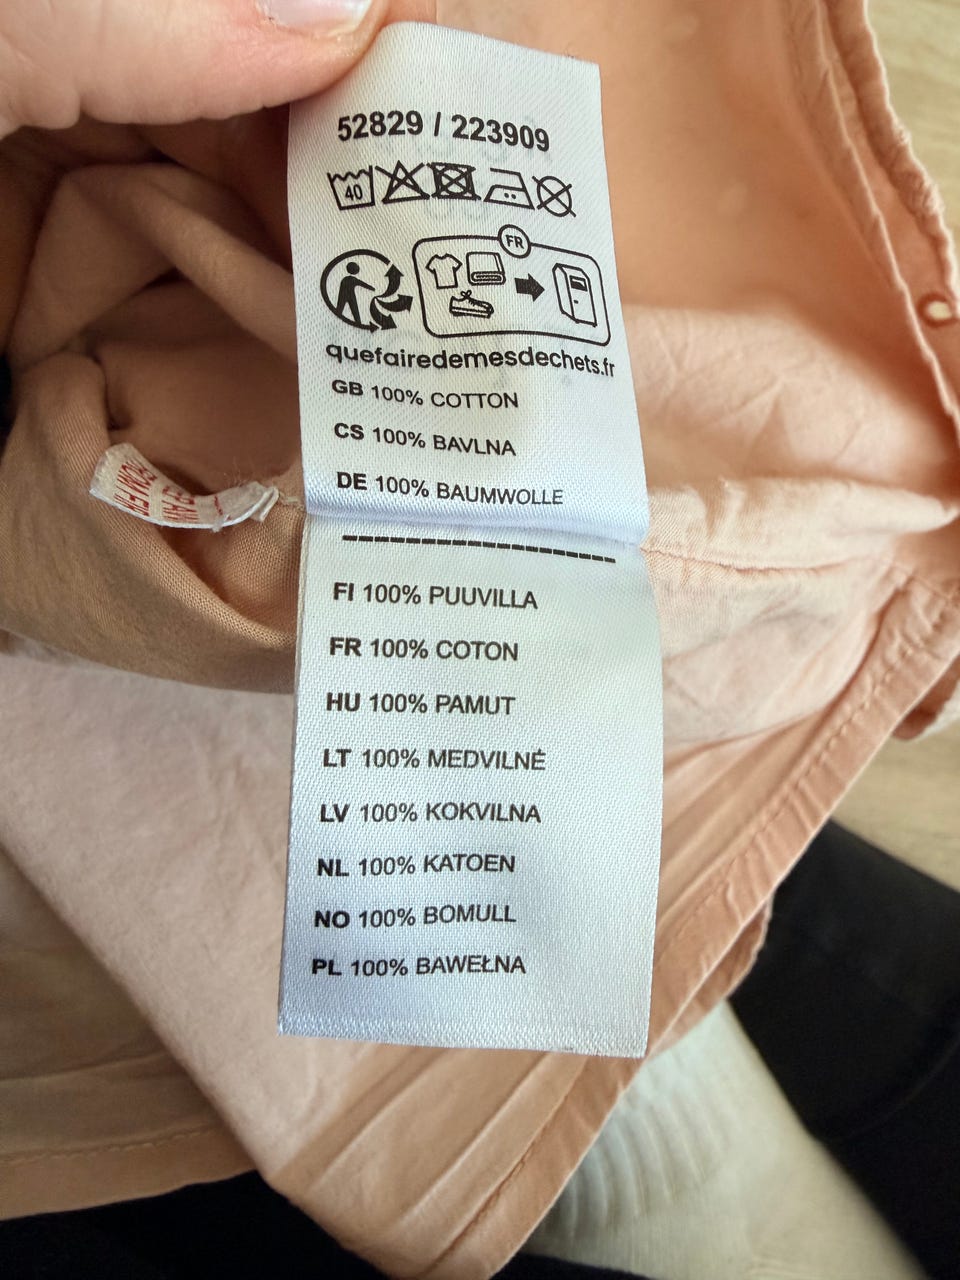 52829 / 223909
40
FR
quefairedemesdechets.fr
GB 100% COTTON
CS 100% BAVLNA
DE 100% BAUMWOLLE
FI 100% PUUVILLA
FR 100% COTON
HU 100% PAMUT
LT 100% MEDVILNĖ
LV 100% KOKVILNA
NL 100% KATOEN
NO 100% BOMULL
PL 100% BAWEŁNA